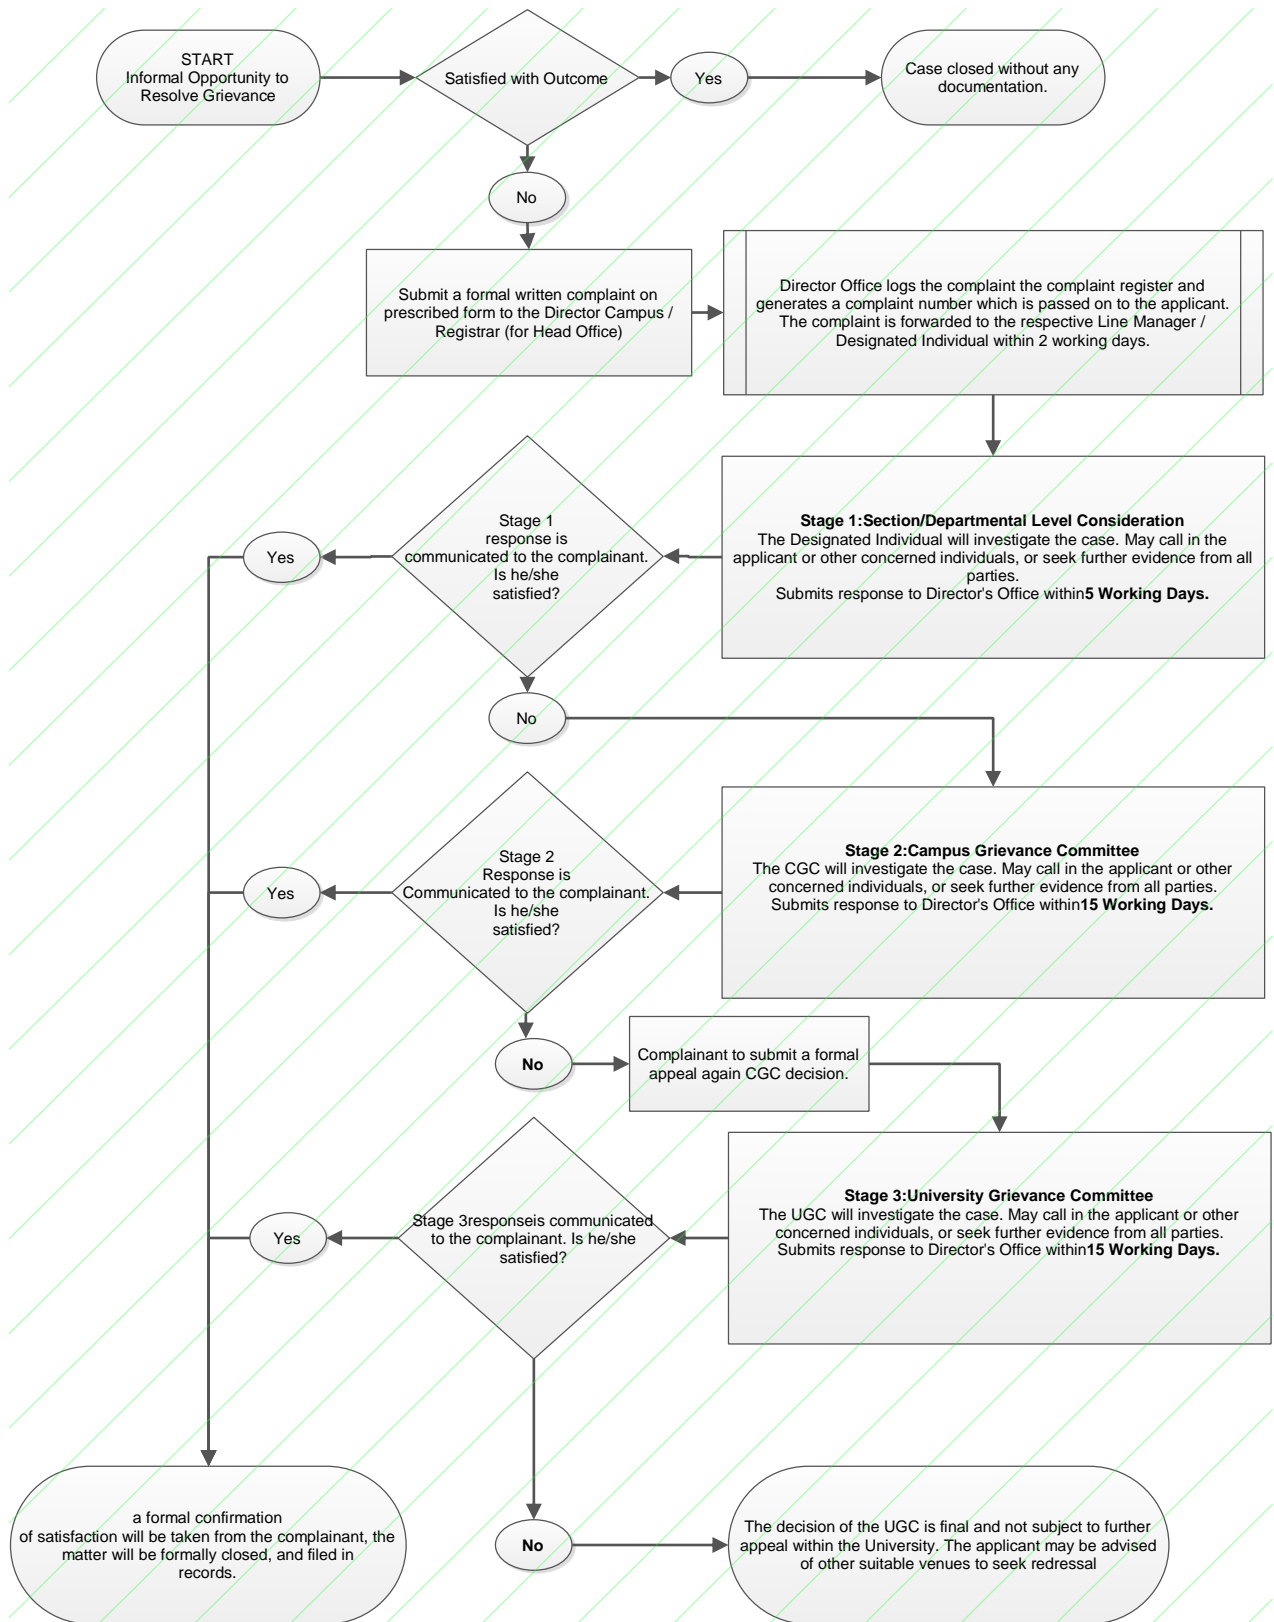 START
Informal Opportunity to
Resolve Grievance
Satisfied with Outcome
Yes
Case closed without any
documentation.
No
Submit a formal written complaint on
prescribed form to the Director Campus /
Registrar (for Head Office)
Director Office logs the complaint the complaint register and
generates a complaint number which is passed on to the applicant.
The complaint is forwarded to the respective Line Manager /
Designated Individual within 2 working days.
Stage 1:Section/Departmental Level Consideration
The Designated Individual will investigate the case. May call in the
applicant or other concerned individuals, or seek further evidence from all
parties.
Submits response to Director's Office within5 Working Days.
Stage 1
response is
communicated to the complainant.
Is he/she
satisfied?
Yes
No
Stage 2:Campus Grievance Committee
The CGC will investigate the case. May call in the applicant or other
concerned individuals, or seek further evidence from all parties.
Submits response to Director's Office within15 Working Days.
Stage 2
Response is
Communicated to the complainant.
Is he/she
satisfied?
Yes
No
Complainant to submit a formal
appeal again CGC decision.
Stage 3:University Grievance Committee
The UGC will investigate the case. May call in the applicant or other
concerned individuals, or seek further evidence from all parties.
Submits response to Director's Office within15 Working Days.
Stage 3responseis communicated
to the complainant. Is he/she
satisfied?
Yes
a formal confirmation
of satisfaction will be taken from the complainant, the
matter will be formally closed, and filed in
records.
No
The decision of the UGC is final and not subject to further
appeal within the University. The applicant may be advised
of other suitable venues to seek redressal